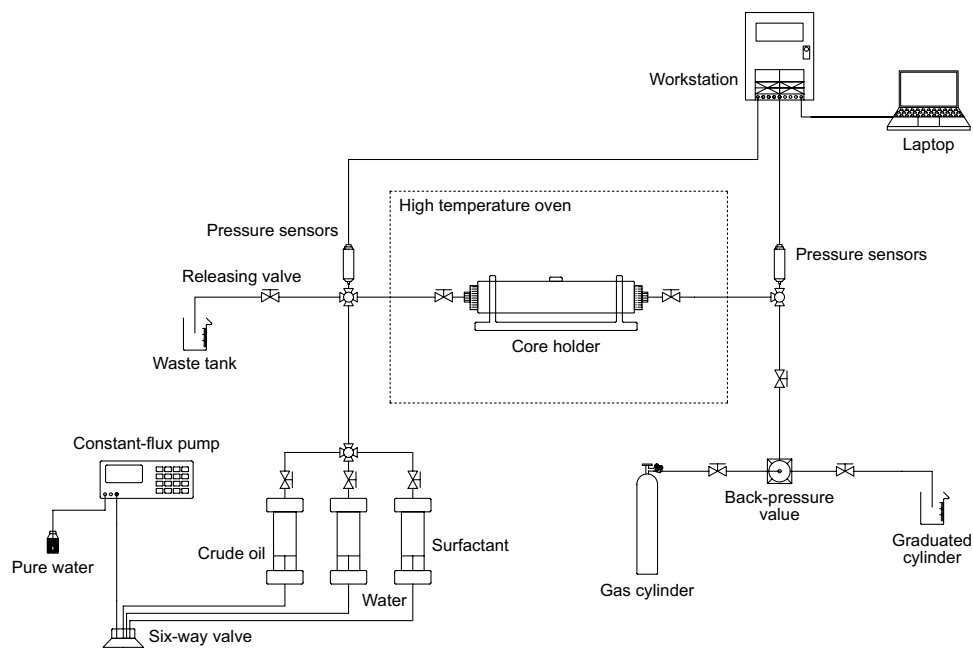 Workstation
Laptop
High temperature oven
Pressure sensors
Pressure sensors
Releasing valve
Waste tank
Core holder
Constant-flux pump
Pure water
Crude oil
Surfactant
Water
Six-way valve
Back-pressure
value
Gas cylinder
Graduated
cylinder